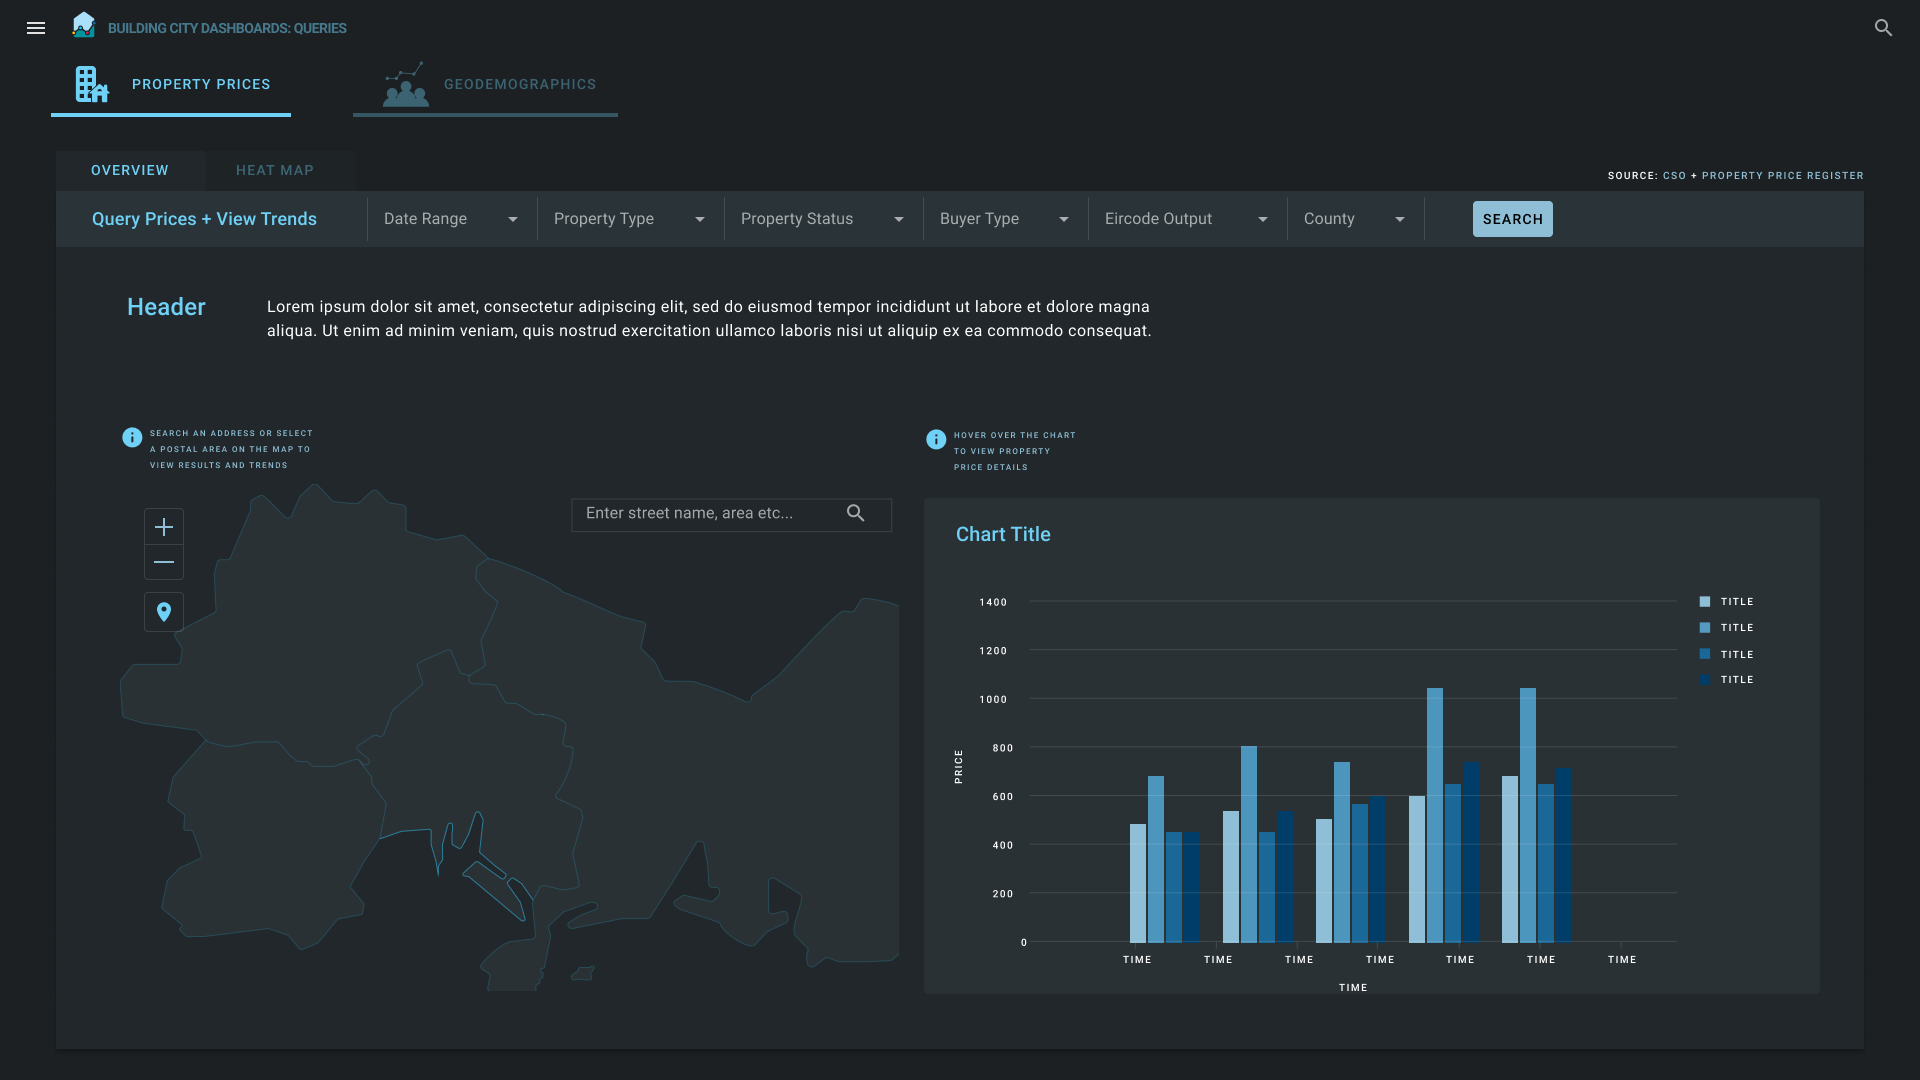 BUILDING CITY DASHBOARDS: QUERIES
PROPERTY PRICES
GEODEMOGRAPHICS
OVERVIEW
HEAT MAP
SOURCE: CSO + PROPERTY PRICE REGISTER
Query Prices + View Trends
Date Range
Property Type
Property Status
Buyer Type
Eircode Output
County
SEARCH
Header
Lorem ipsum dolor sit amet, consectetur adipiscing elit, sed do eiusmod tempor incididunt ut labore et dolore magna
aliqua. Ut enim ad minim veniam, quis nostrud exercitation ullamco laboris nisi ut aliquip ex ea commodo consequat.
SEARCH AN ADDRESS OR SELECT
A POSTAL AREA ON THE MAP TO
VIEW RESULTS AND TRENDS
Enter street name, area etc...
HOVER OVER THE CHART
TO VIEW PROPERTY
PRICE DETAILS
Chart Title
1400
1200
1000
800
600
400
200
0
PRICE
TITLE
TITLE
TITLE
TITLE
TIME
TIME
TIME
TIME
TIME
TIME
TIME
TIME